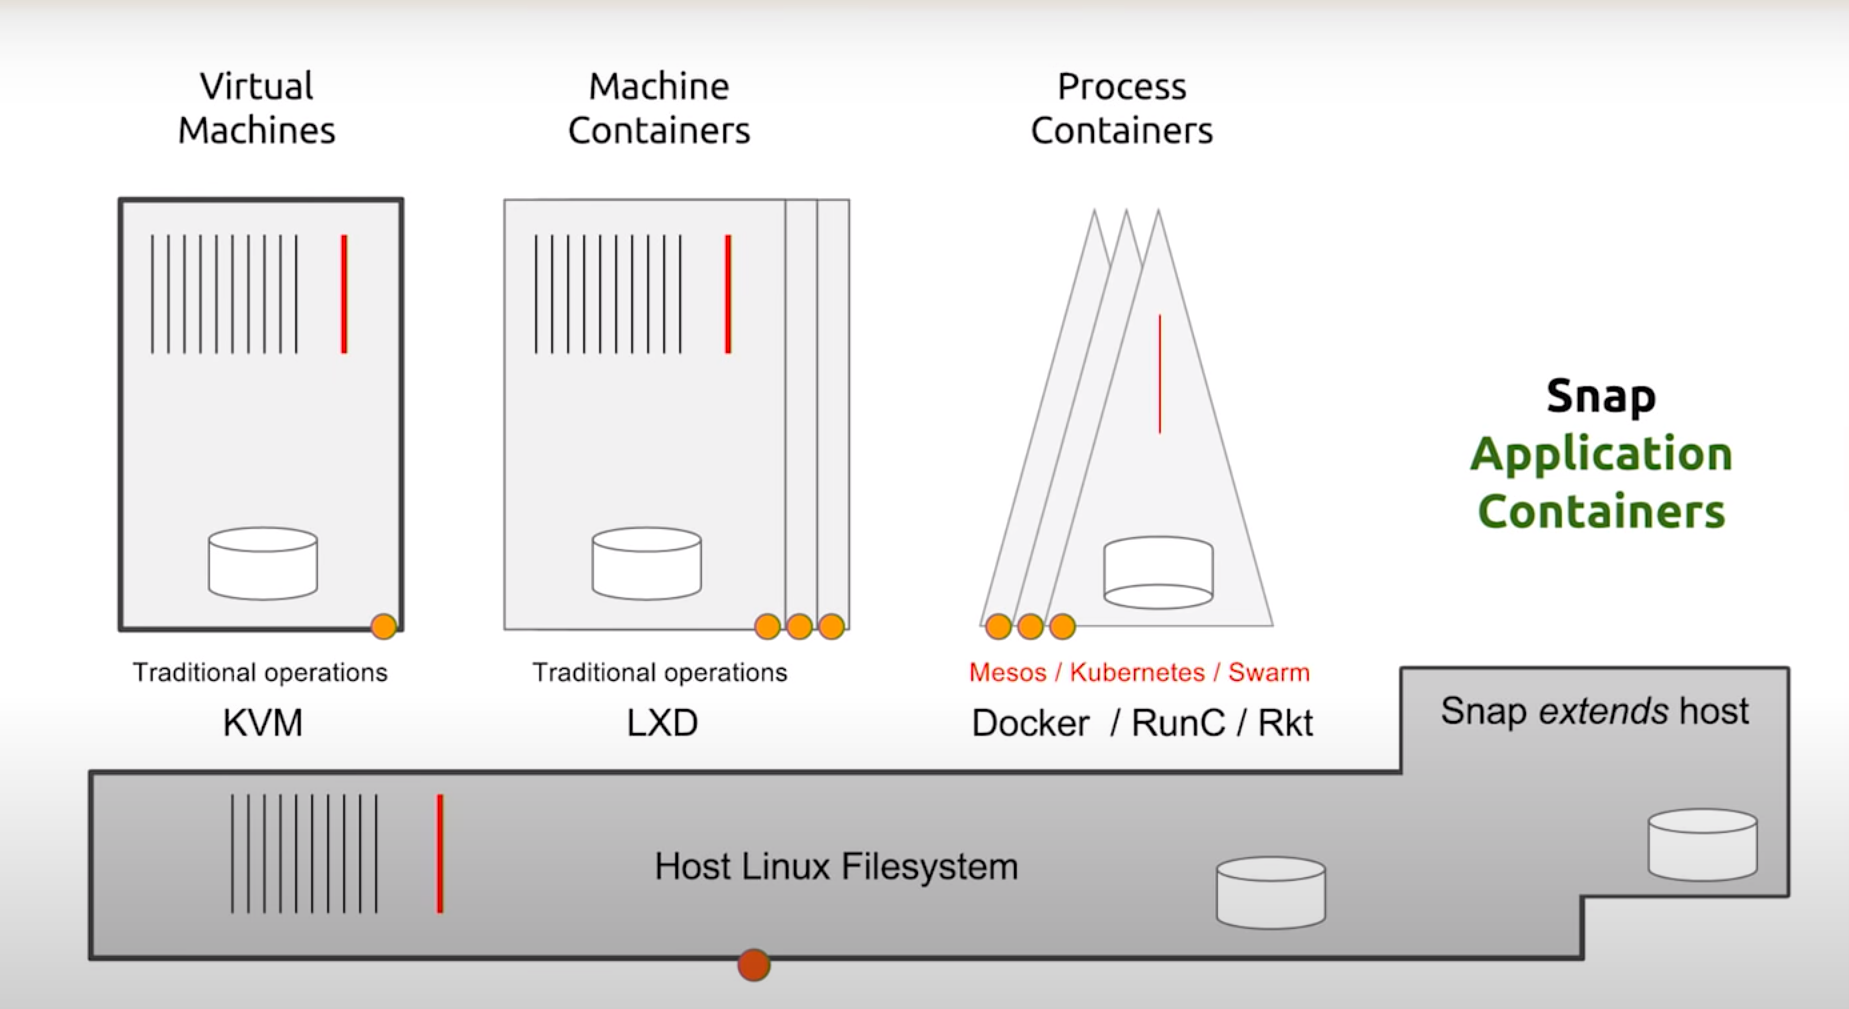 Virtual
Machines
Machine
Containers
Process
Containers
Snap
Application
Containers
Traditional operations
KVM
Traditional operations
LXD
Mesos / Kubernetes / Swarm
Docker / RunC / Rkt
Snap extends host
Host Linux Filesystem